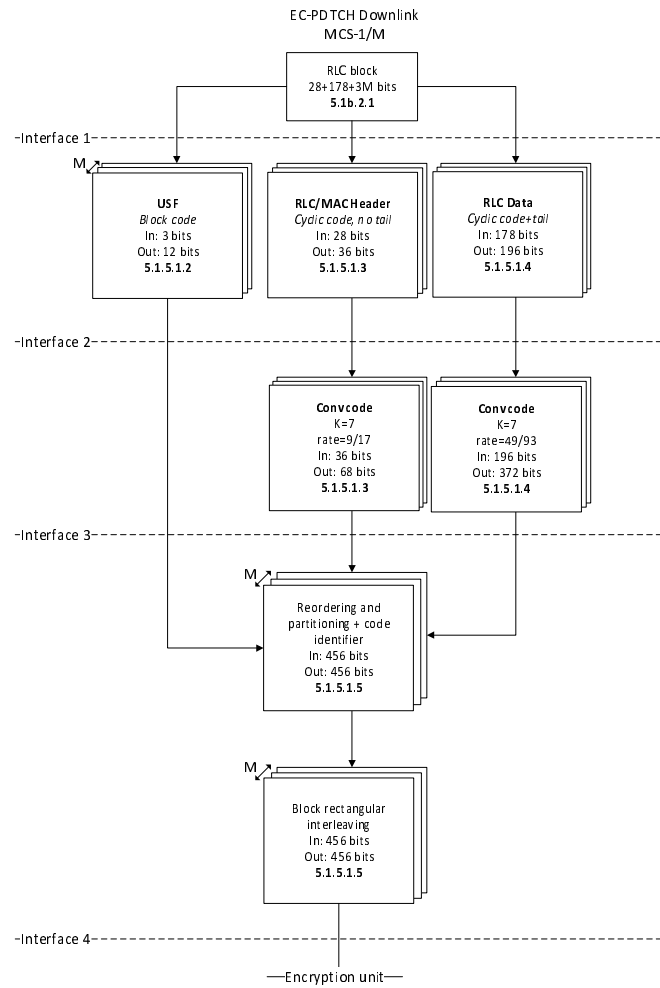 EC-PDTCH Downlink
MCS-1/M
RLC block
28+178+3M bits
5.1b.2.1
Interface 1
M
USF
Block code
In: 3 bits
Out: 12 bits
5.1.5.1.2
RLC/MAC Header
Cyclic code, no tail
In: 28 bits
Out: 36 bits
5.1.5.1.3
RLC Data
Cyclic code+tail
In: 178 bits
Out: 196 bits
5.1.5.1.4
Interface 2
Conv code
K=7
rate=9/17
In: 36 bits
Out: 68 bits
5.1.5.1.3
Conv code
K=7
rate=49/93
In: 196 bits
Out: 372 bits
5.1.5.1.4
Interface 3
M
Reordering and
partitioning + code
identifier
In: 456 bits
Out: 456 bits
5.1.5.1.5
M
Block rectangular
interleaving
In: 456 bits
Out: 456 bits
5.1.5.1.5
Interface 4
Encryption unit